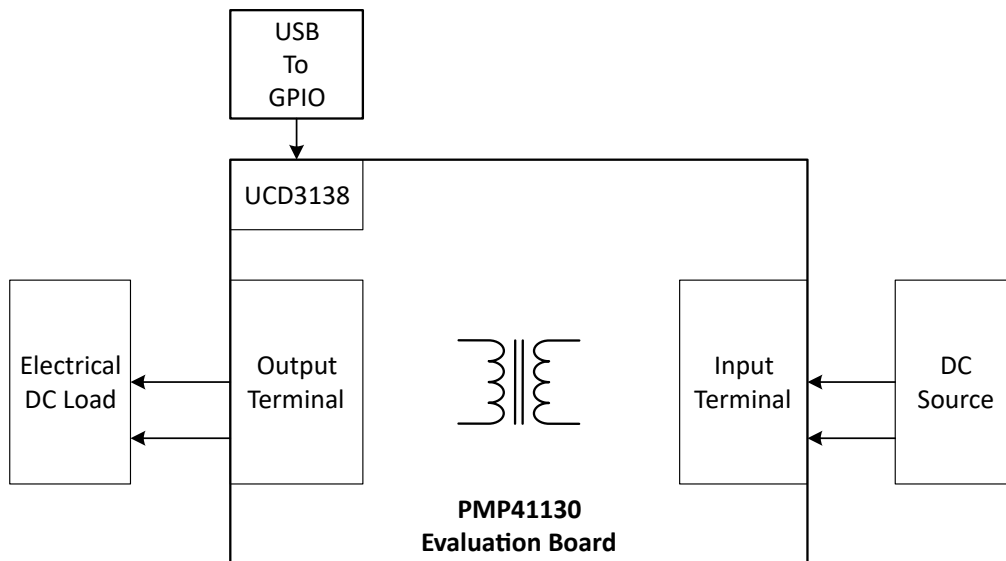 USB
To
GPIO
UCD3138
Electrical
DC Load
Output
Terminal
Input
Terminal
DC
Source
PMP41130
Evaluation Board